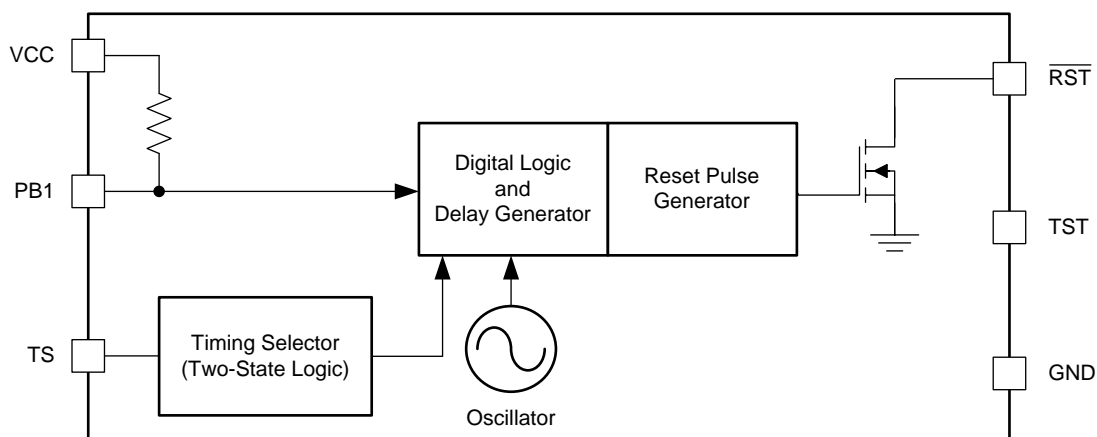 VCC
RST
PB1
Digital Logic
and
Delay Generator
Reset Pulse
Generator
TST
TS
Timing Selector
(Two-State Logic)
GND
Oscillator